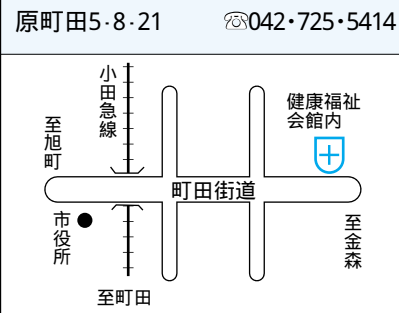 原町田5·8·21 ☎042・725・5414
小田急線
健康福祉
会館内
至旭町
町田街道
市役所
至金森
至町田